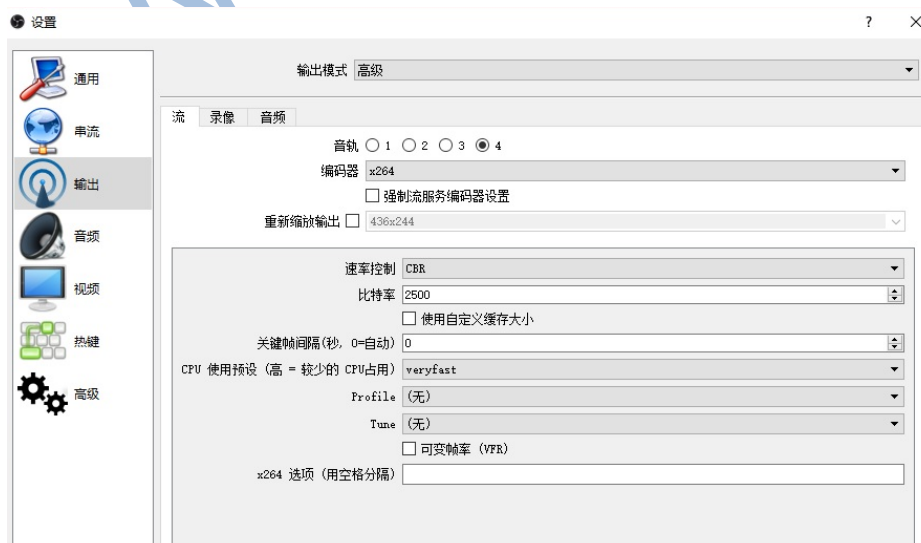 设置
?
通用
串流
输出
音频
视频
热键
高级
输出模式 高级
流 录像 音频
音轨 1 2 3 4
编码器 x264
强制流服务编码器设置
重新缩放输出 436x244
速率控制 CBR
比特率 2500
使用自定义缓存大小
关键帧间隔(秒, 0=自动) 0
CPU 使用预设 (高 = 较少的 CPU占用) veryfast
Profile (无)
Tune (无)
可变帧率 (VFR)
x264 选项 (用空格分隔)